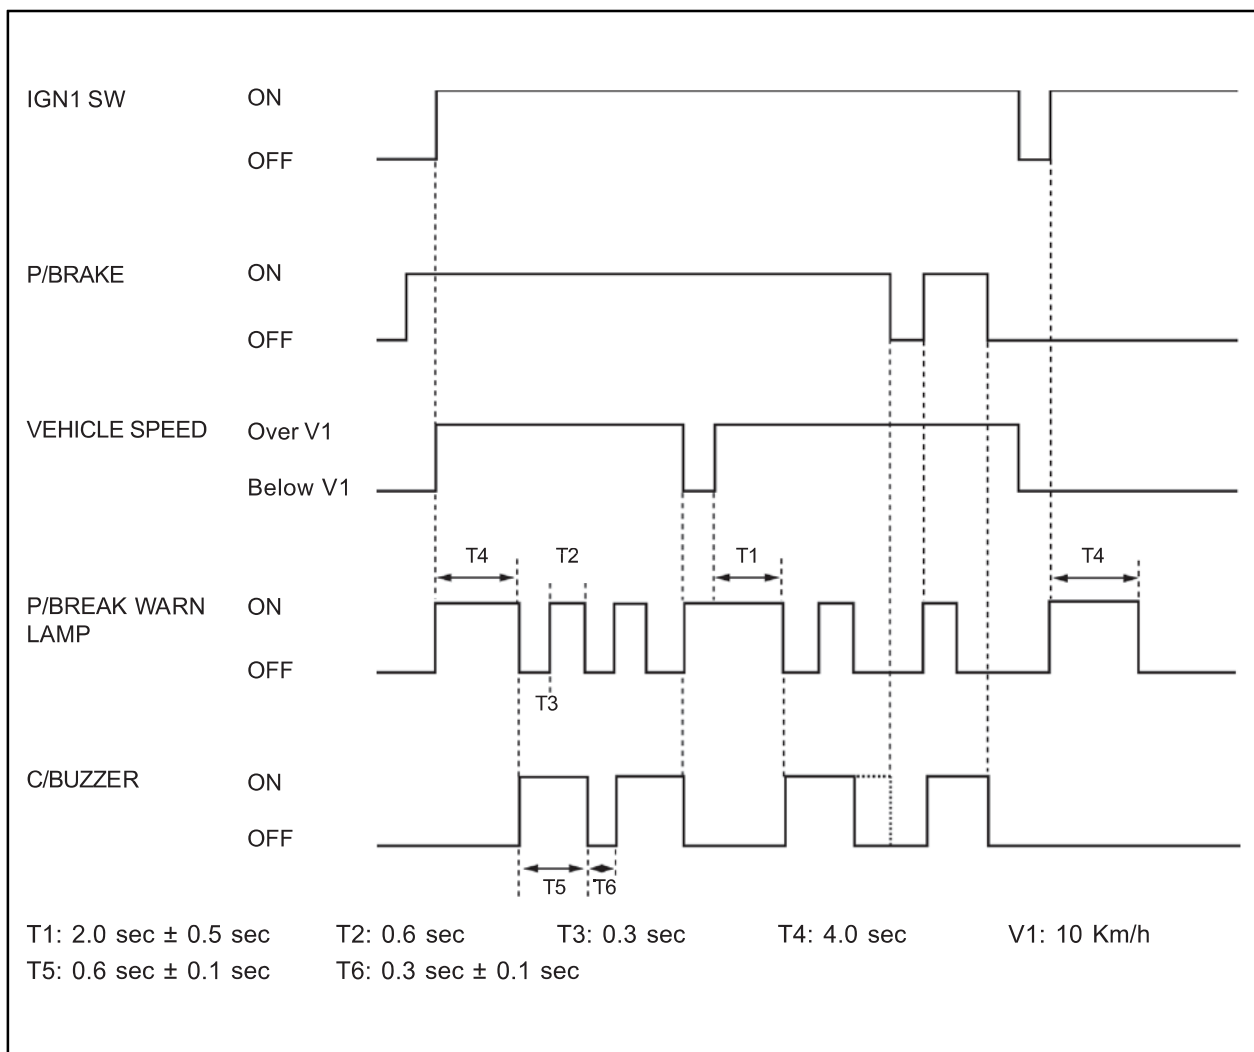 IGN1 SW ON
OFF
P/BRAKE ON
OFF
VEHICLE SPEED Over V1
Below V1
T4 T2 T1 T4
P/BREAK WARN ON
LAMP
OFF
T3
C/BUZZER ON
OFF
T5 T6
T1: 2.0 sec ± 0.5 sec T2: 0.6 sec T3: 0.3 sec T4: 4.0 sec V1: 10 Km/h
T5: 0.6 sec ± 0.1 sec T6: 0.3 sec ± 0.1 sec